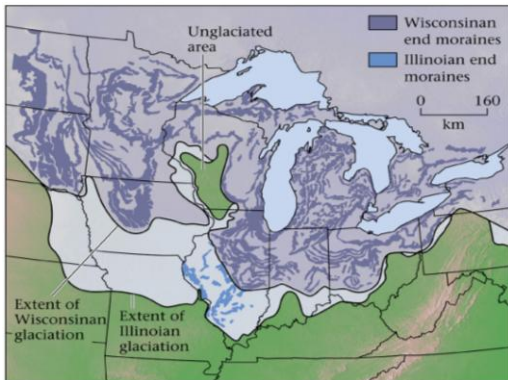 Unglaciated
area
Wisconsinan
end moraines
Illinoian end
moraines
0 160
km
Extent of
Wisconsinan
glaciation
Extent of
Illinoian
glaciation